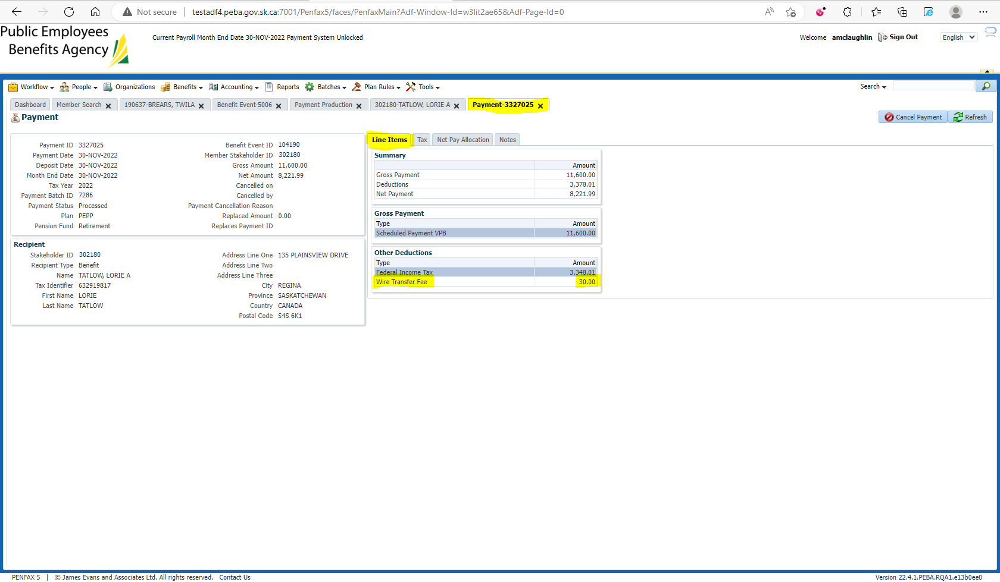 Not secure | testadf4.peba.gov.sk.ca:7001/Penfax5/faces/PenfaxMain?Adf-Window-Id=w3lit2ae65&Adf-Page-Id=0
Public Employees
Benefits Agency
Current Payroll Month End Date 30-NOV-2022 Payment System Unlocked
Welcome amclaughlin Sign Out English
Workflow People Organizations Benefits Accounting Reports Batches Plan Rules Tools Search
Dashboard Member Search 190637-BREARS, TWILA Benefit Event-5006 Payment Production 302180-TATLOW, LORIE A Payment-3327025
Payment
Cancel Payment Refresh
Payment ID 3327025 Benefit Event ID 104190
Payment Date 30-NOV-2022 Member Stakeholder ID 302180
Deposit Date 30-NOV-2022 Gross Amount 11,600.00
Month End Date 30-NOV-2022 Net Amount 8,221.99
Tax Year 2022 Cancelled on
Payment Batch ID 7286 Cancelled by
Payment Status Processed Payment Cancellation Reason
Plan PEPP Replaced Amount 0.00
Pension Fund Retirement Replaces Payment ID
Recipient
Stakeholder ID 302180 Address Line One 135 PLAINSVIEW DRIVE
Recipient Type Benefit Address Line Two
Name TATLOW, LORIE A Address Line Three
Tax Identifier 632919817 City REGINA
First Name LORIE Province SASKATCHEWAN
Last Name TATLOW Country CANADA
Postal Code S4S 6K1
Line Items Tax Net Pay Allocation Notes
Summary
Amount
Gross Payment 11,600.00
Deductions 3,378.01
Net Payment 8,221.99
Gross Payment
Type Amount
Scheduled Payment VPB 11,600.00
Other Deductions
Type Amount
Federal Income Tax 3,348.01
Wire Transfer Fee 30.00
PENFAX 5 | © James Evans and Associates Ltd. All rights reserved. Contact Us
Version 22.4.1.PEBA.RQA1.e13b0ee0